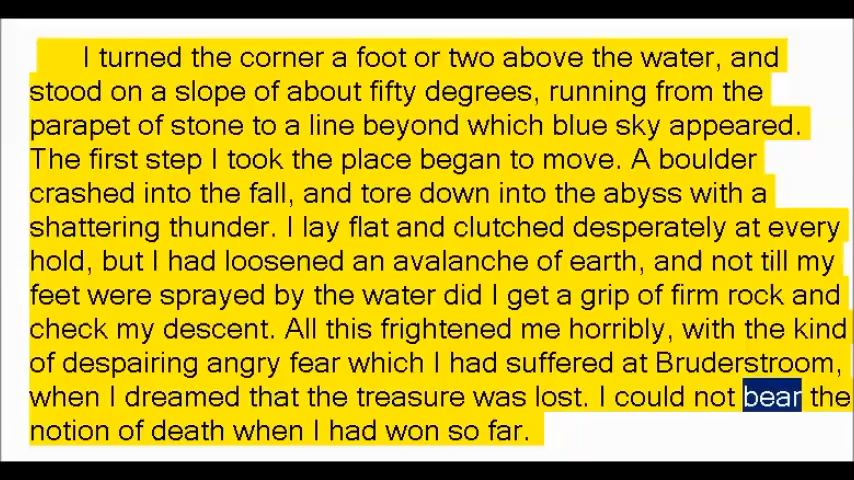 I turned the corner a foot or two above the water, and
stood on a slope of about fifty degrees, running from the
parapet of stone to a line beyond which blue sky appeared.
The first step I took the place began to move. A boulder
crashed into the fall, and tore down into the abyss with a
shattering thunder. I lay flat and clutched desperately at every
hold, but I had loosened an avalanche of earth, and not till my
feet were sprayed by the water did I get a grip of firm rock and
check my descent. All this frightened me horribly, with the kind
of despairing angry fear which I had suffered at Bruderstroom,
when I dreamed that the treasure was lost. I could not bear the
notion of death when I had won so far.